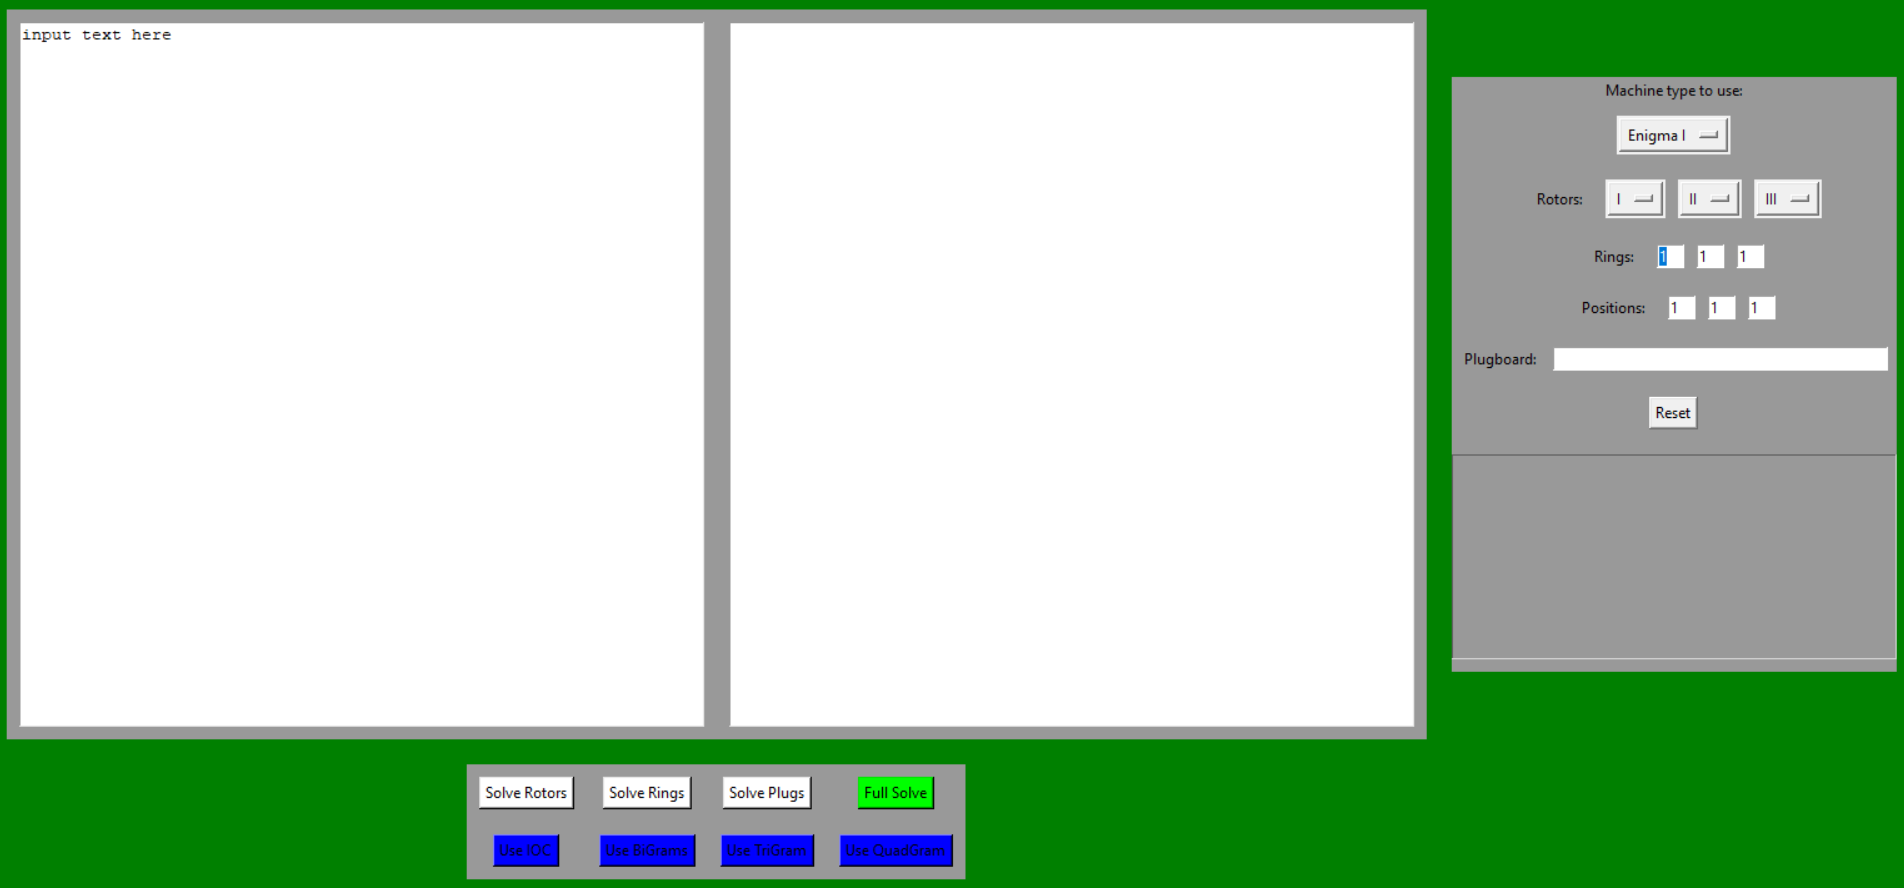 input text here
Machine type to use:
Enigma I
Rotors: I II III
Rings: 1 1 1
Positions: 1 1 1
Plugboard:
Reset
Solve Rotors Solve Rings Solve Plugs Full Solve
Use IOC Use BiGrams Use TriGram Use QuadGram